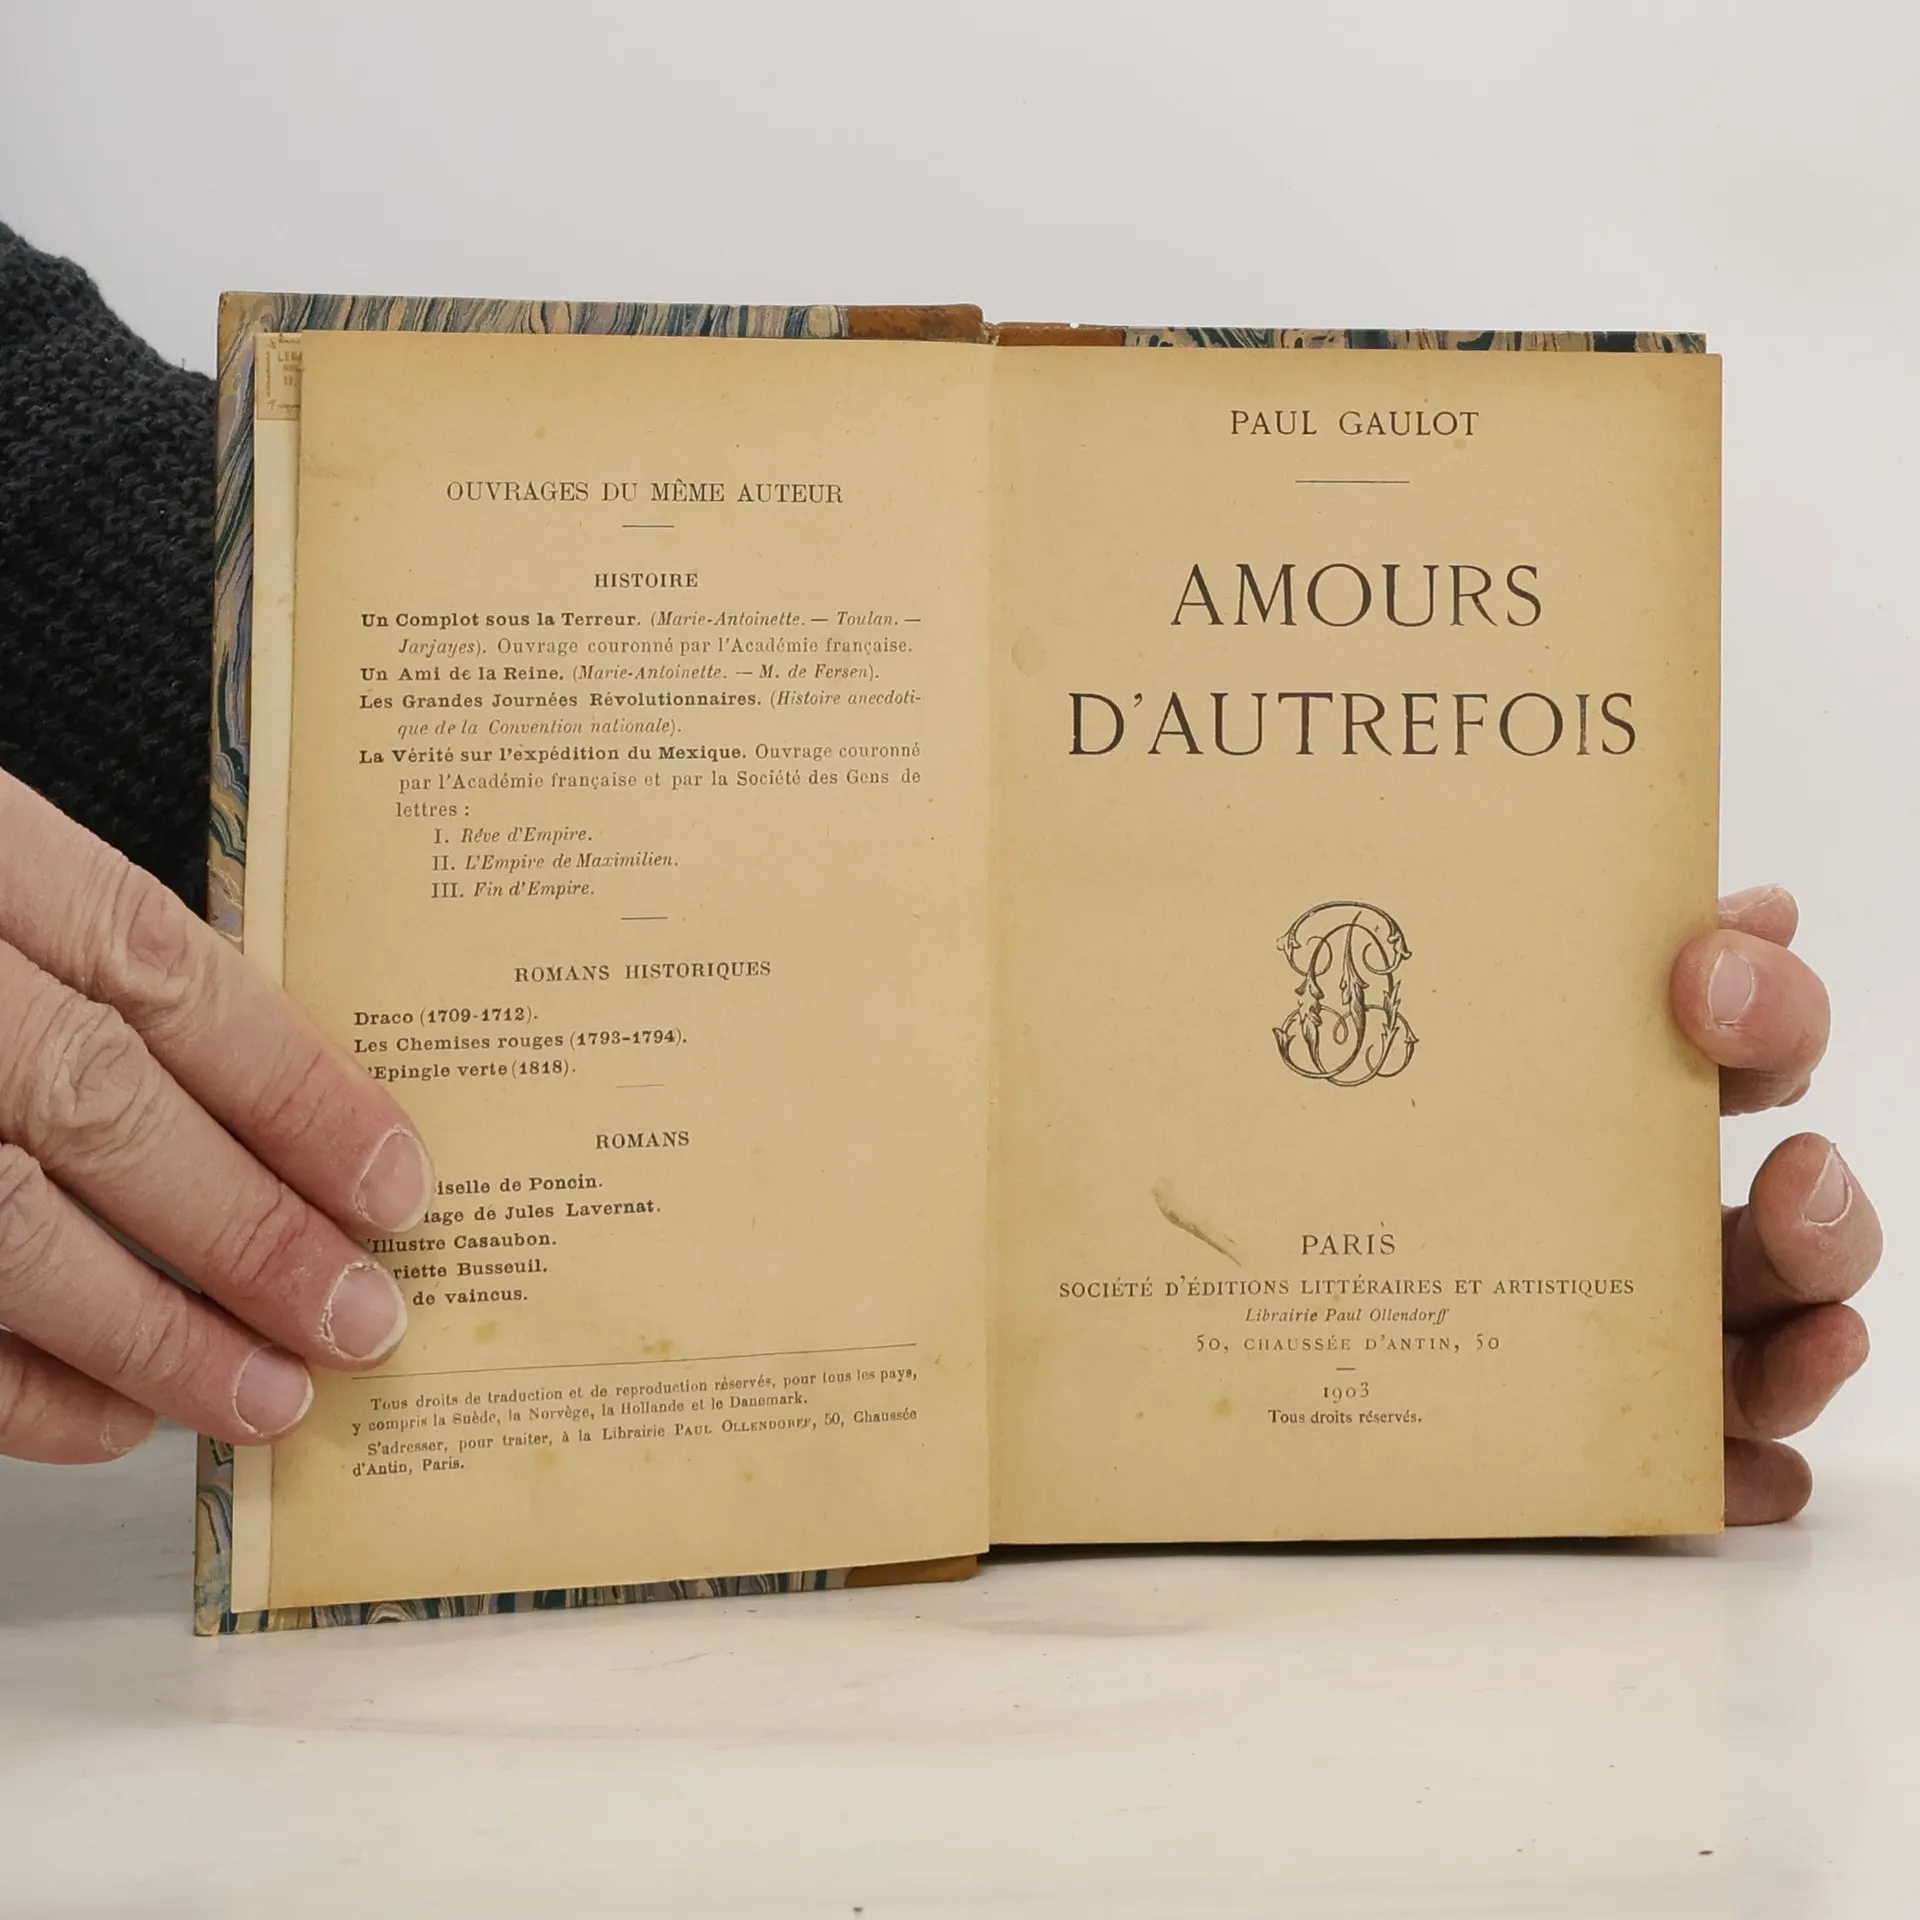 OUVRAGES DU MÊME AUTEUR
HISTOIRE
Un Complot sous la Terreur. (Marie-Antoinette. — Toulan. —
Jarjayes). Ouvrage couronné par l'Académie française.
Un Ami de la Reine. (Marie-Antoinette. — M. de Fersen).
Les Grandes Journées Révolutionnaires. (Histoire anecdoti-
que de la Convention nationale).
La Vérité sur l'expédition du Mexique. Ouvrage couronné
par l'Académie française et par la Société des Gens de
lettres :
I. Rêve d'Empire.
II. L'Empire de Maximilien.
III. Fin d'Empire.
ROMANS HISTORIQUES
Draco (1709-1712).
Les Chemises rouges (1793-1794).
'Epingle verte (1818).
ROMANS
iselle de Poncin.
iage de Jules Lavernat.
'Illustre Casaubon.
riette Busseuil.
de vaincus.
Tous droits de traduction et de reproduction réservés, pour tous les pays,
y compris la Suède, la Norvège, la Hollande et le Danemark.
S'adresser, pour traiter, à la Librairie PAUL OLLENDORFF, 50, Chaussée
d'Antin, Paris.
PAUL GAULOT
AMOURS
D'AUTREFOIS
PARIS
SOCIÉTÉ D'ÉDITIONS LITTÉRAIRES ET ARTISTIQUES
Librairie Paul Ollendorff
50, CHAUSSÉE D'ANTIN, 50
1903
Tous droits réservés.